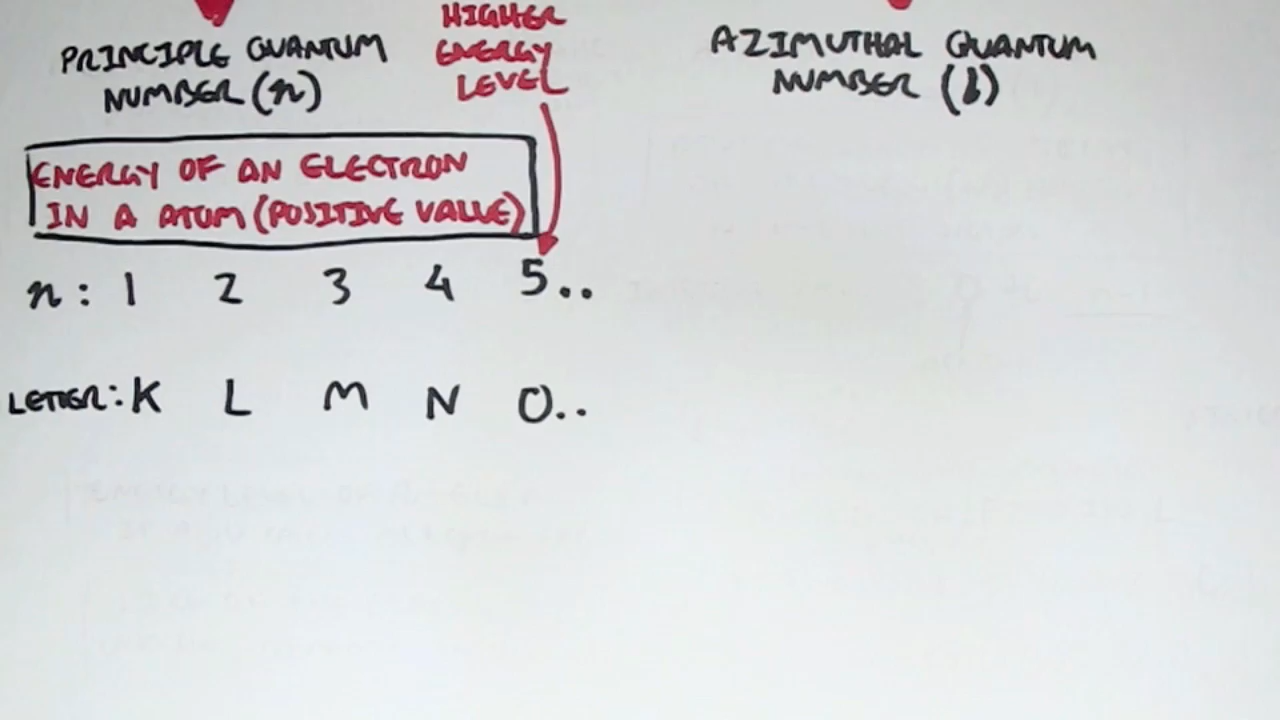 PRINCIPLE QUANTUM
NUMBER (n)
HIGHER
ENERGY
LEVEL
ENERGY OF AN ELECTRON
IN A ATOM (POSITIVE VALUE)
n: 1 2 3 4 5..
LETTER: K L M N O..
AZIMUTHAL QUANTUM
NUMBER (l)